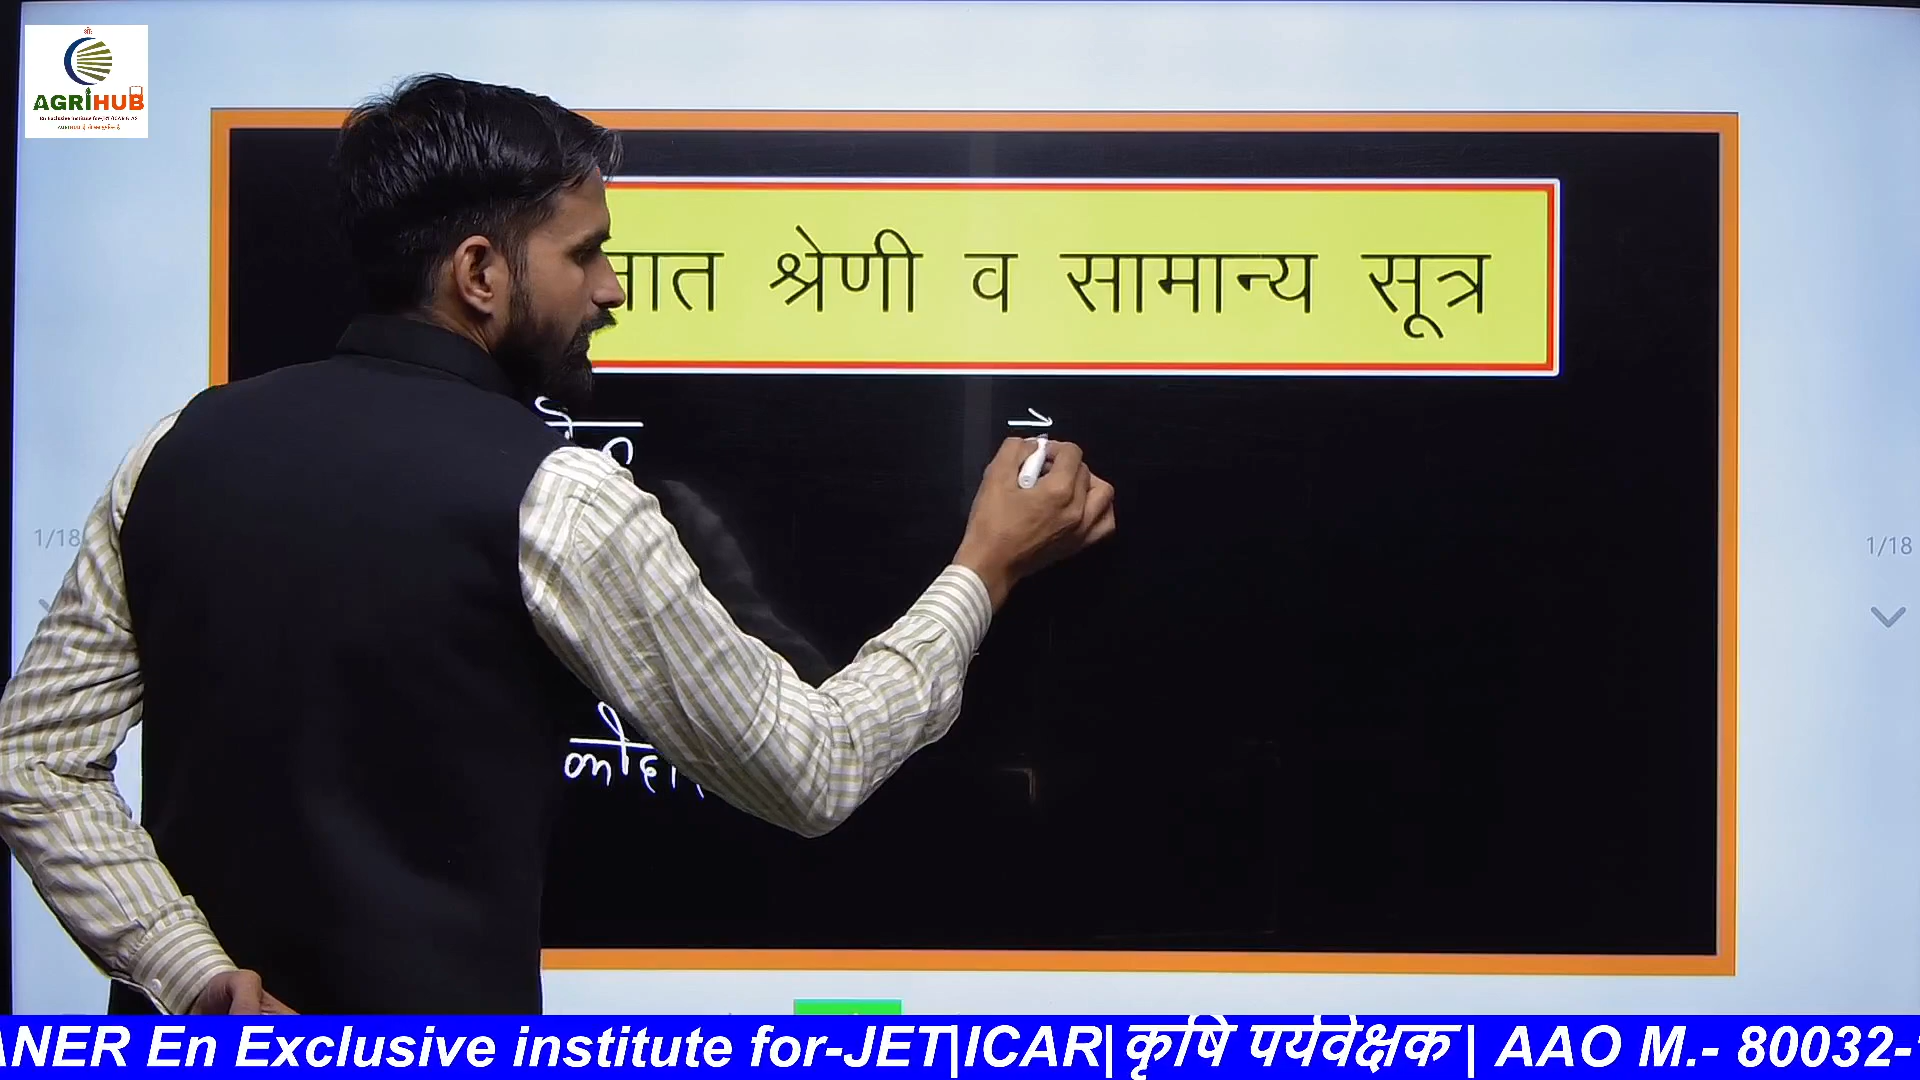 AGRIHUB
जात श्रेणी व सामान्य सूत्र
1/18
1/18
ANER En Exclusive institute for-JET|ICAR|कृषि पर्यवेक्षक | AAO M.- 80032-